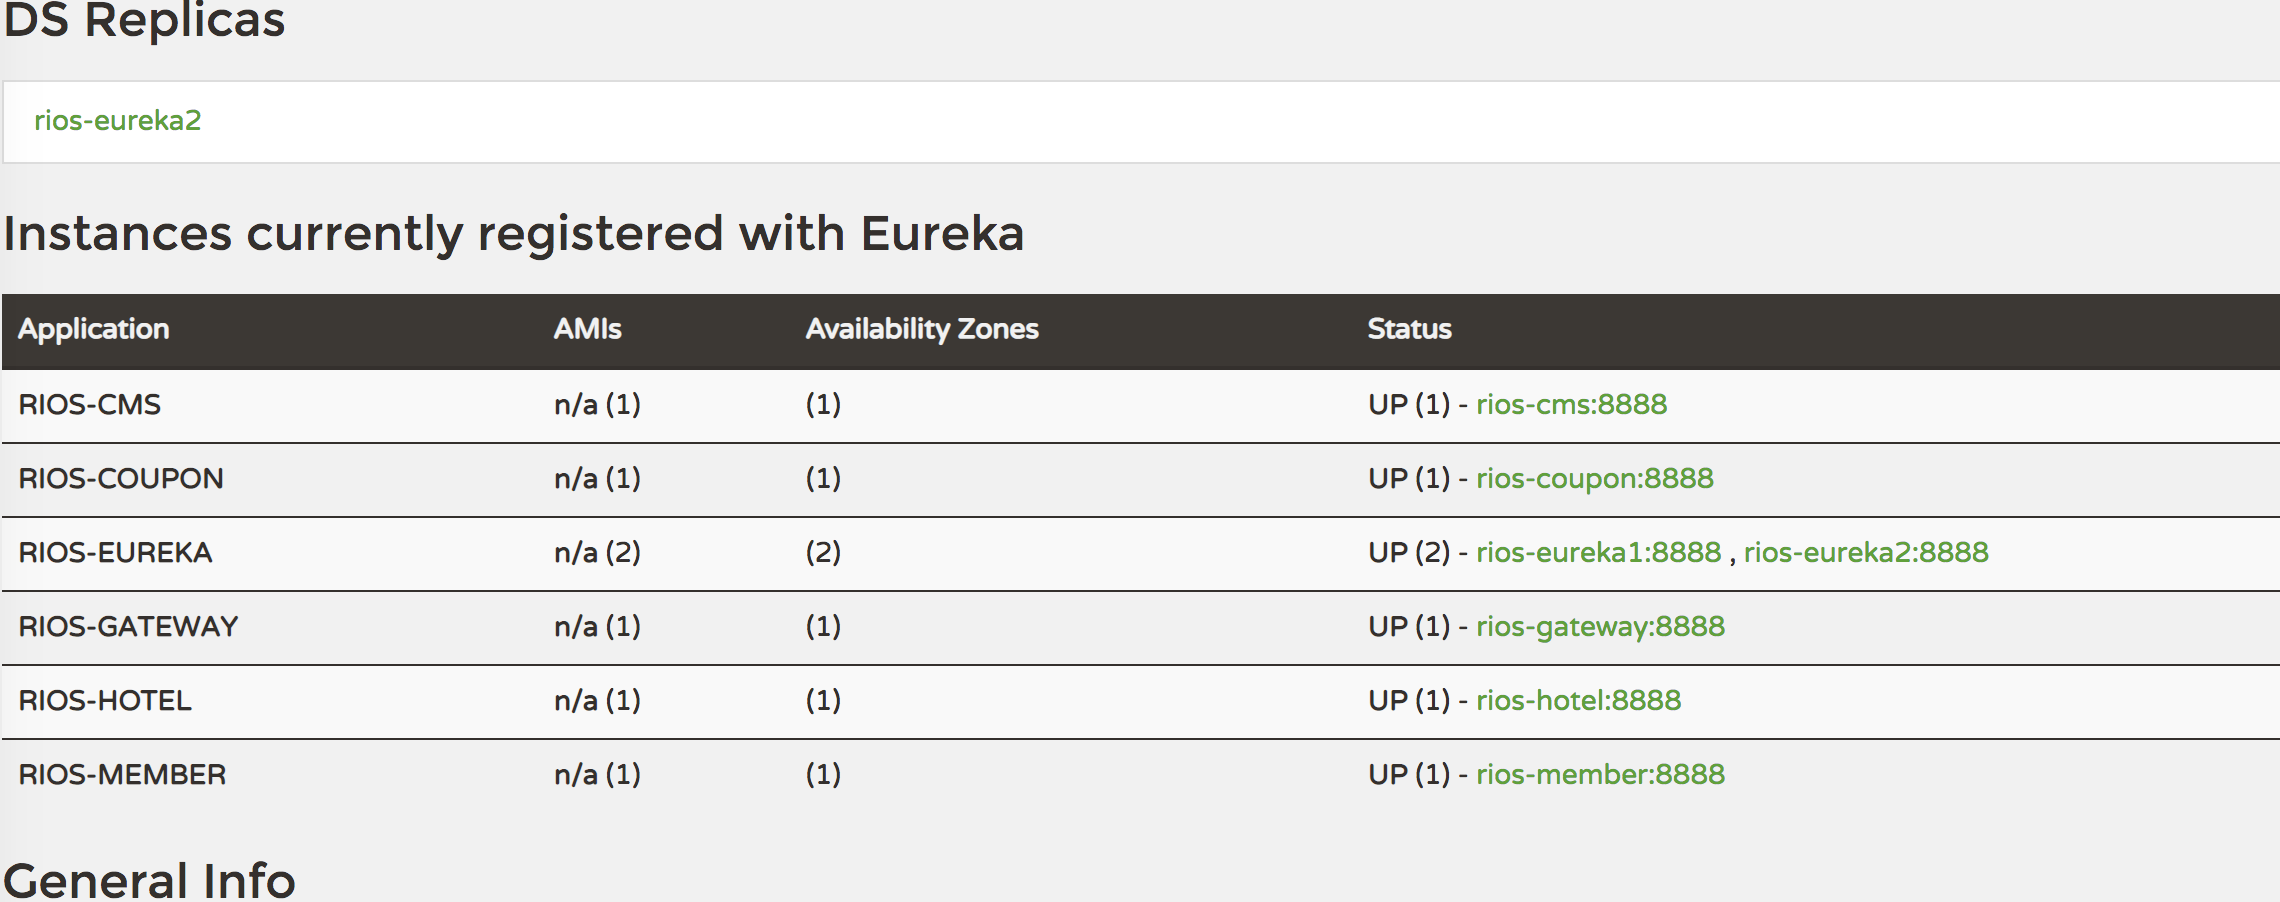 DS Replicas
rios-eureka2
Instances currently registered with Eureka
Application AMIs Availability Zones Status
RIOS-CMS n/a (1) (1) UP (1) - rios-cms:8888
RIOS-COUPON n/a (1) (1) UP (1) - rios-coupon:8888
RIOS-EUREKA n/a (2) (2) UP (2) - rios-eureka1:8888 , rios-eureka2:8888
RIOS-GATEWAY n/a (1) (1) UP (1) - rios-gateway:8888
RIOS-HOTEL n/a (1) (1) UP (1) - rios-hotel:8888
RIOS-MEMBER n/a (1) (1) UP (1) - rios-member:8888
General Info